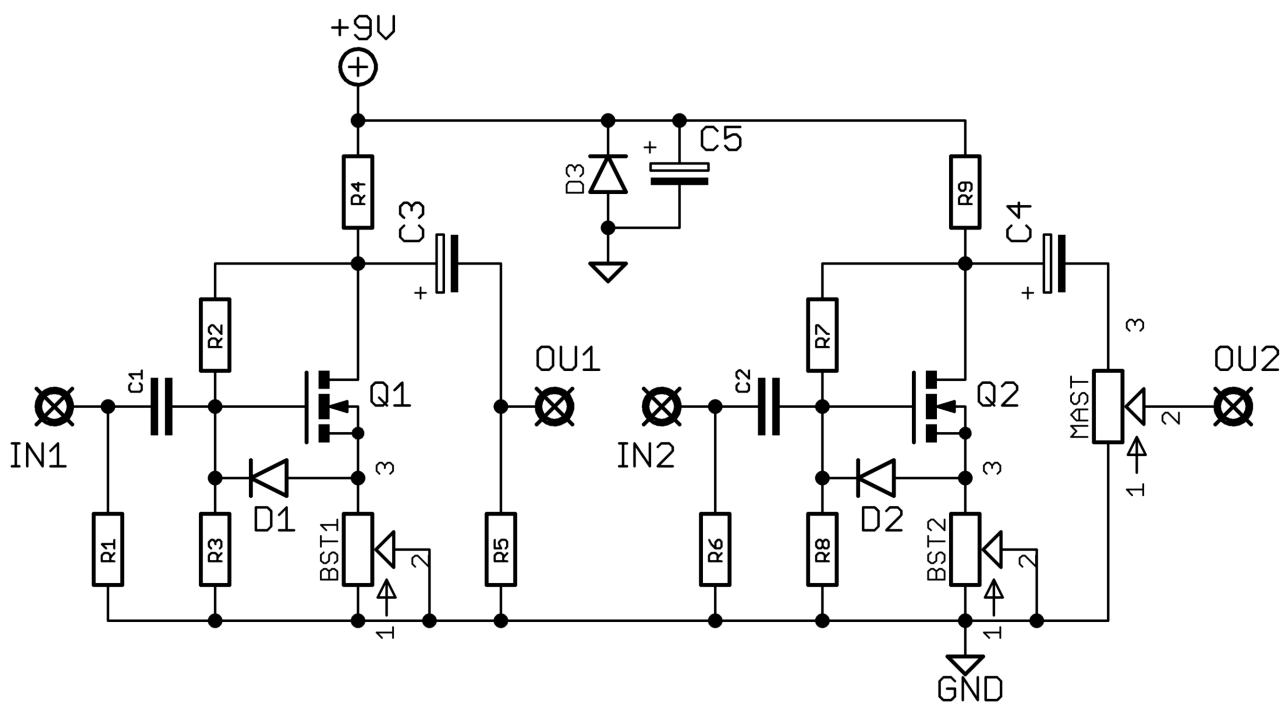 +9V
C5
D3
R4
R9
C3
+
+
C4
+
R2
R7
3
C1
Q1
OU1
C2
Q2
MAST
OU2
2
IN1
IN2
1
3
3
D1
D2
R1
R3
BST1
2
R5
R6
R8
BST2
2
1
1
GND